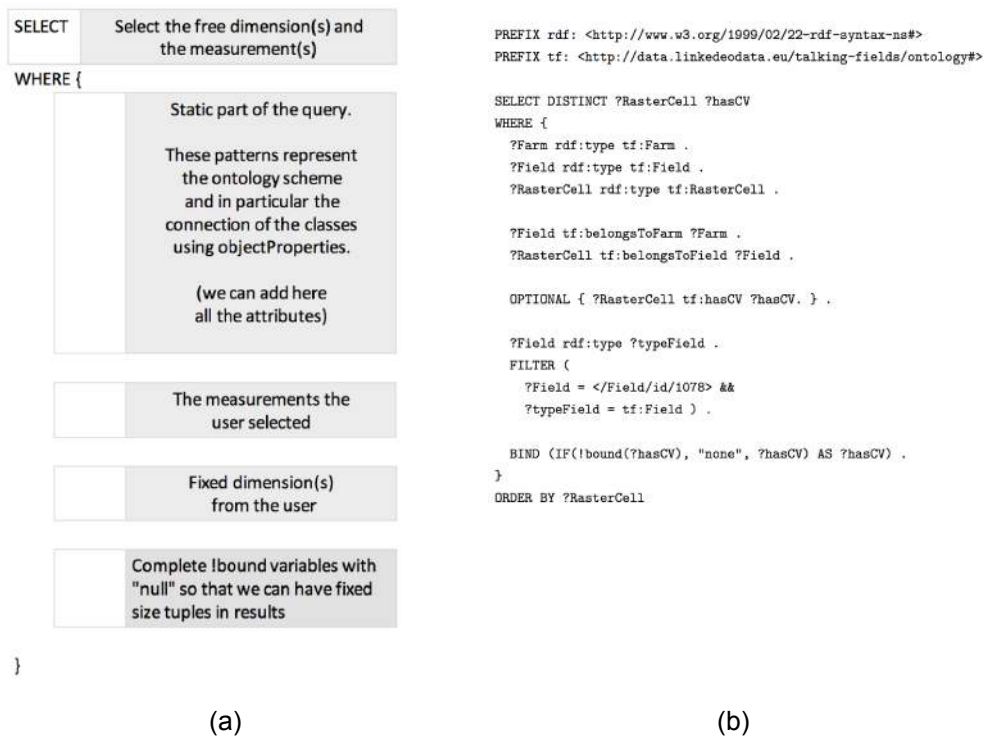 SELECT
Select the free dimension(s) and
the measurement(s)
WHERE {
Static part of the query.
These patterns represent
the ontology scheme
and in particular the
connection of the classes
using objectProperties.
(we can add here
all the attributes)
The measurements the
user selected
Fixed dimension(s)
from the user
Complete !bound variables with
"null" so that we can have fixed
size tuples in results
}
(a)
PREFIX rdf: <http://www.w3.org/1999/02/22-rdf-syntax-ns#>
PREFIX tf: <http://data.linkedeodata.eu/talking-fields/ontology#>
SELECT DISTINCT ?RasterCell ?hasCV
WHERE {
?Farm rdf:type tf:Farm .
?Field rdf:type tf:Field .
?RasterCell rdf:type tf:RasterCell .
?Field tf:belongsToFarm ?Farm .
?RasterCell tf:belongsToField ?Field .
OPTIONAL { ?RasterCell tf:hasCV ?hasCV. } .
?Field rdf:type ?typeField .
FILTER (
?Field = </Field/id/1078> &&
?typeField = tf:Field ) .
BIND (IF(!bound(?hasCV), "none", ?hasCV) AS ?hasCV) .
}
ORDER BY ?RasterCell
(b)